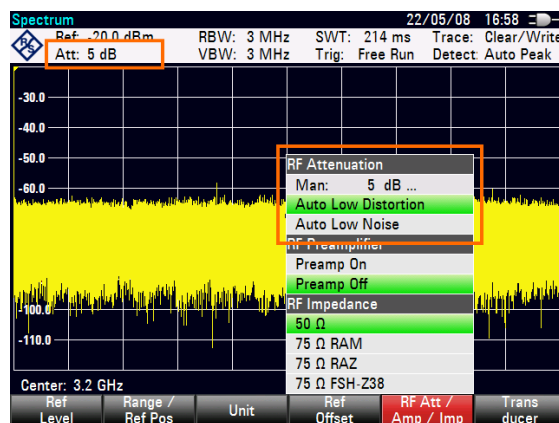 Spectrum 22/05/08 16:58
Ref: -20.0 dBm RBW: 3 MHz SWT: 214 ms Trace: Clear/Write
Att: 5 dB VBW: 3 MHz Trig: Free Run Detect: Auto Peak
-30.0
-40.0
-50.0
-60.0
-100.0
-110.0
RF Attenuation
Man: 5 dB ...
Auto Low Distortion
Auto Low Noise
RF Preamplifier
Preamp On
Preamp Off
RF Impedance
50 Ω
75 Ω RAM
75 Ω RAZ
75 Ω FSH-Z38
Center: 3.2 GHz
Ref Level
Range / Ref Pos
Unit
Ref Offset
RF Att / Amp / Imp
Trans ducer